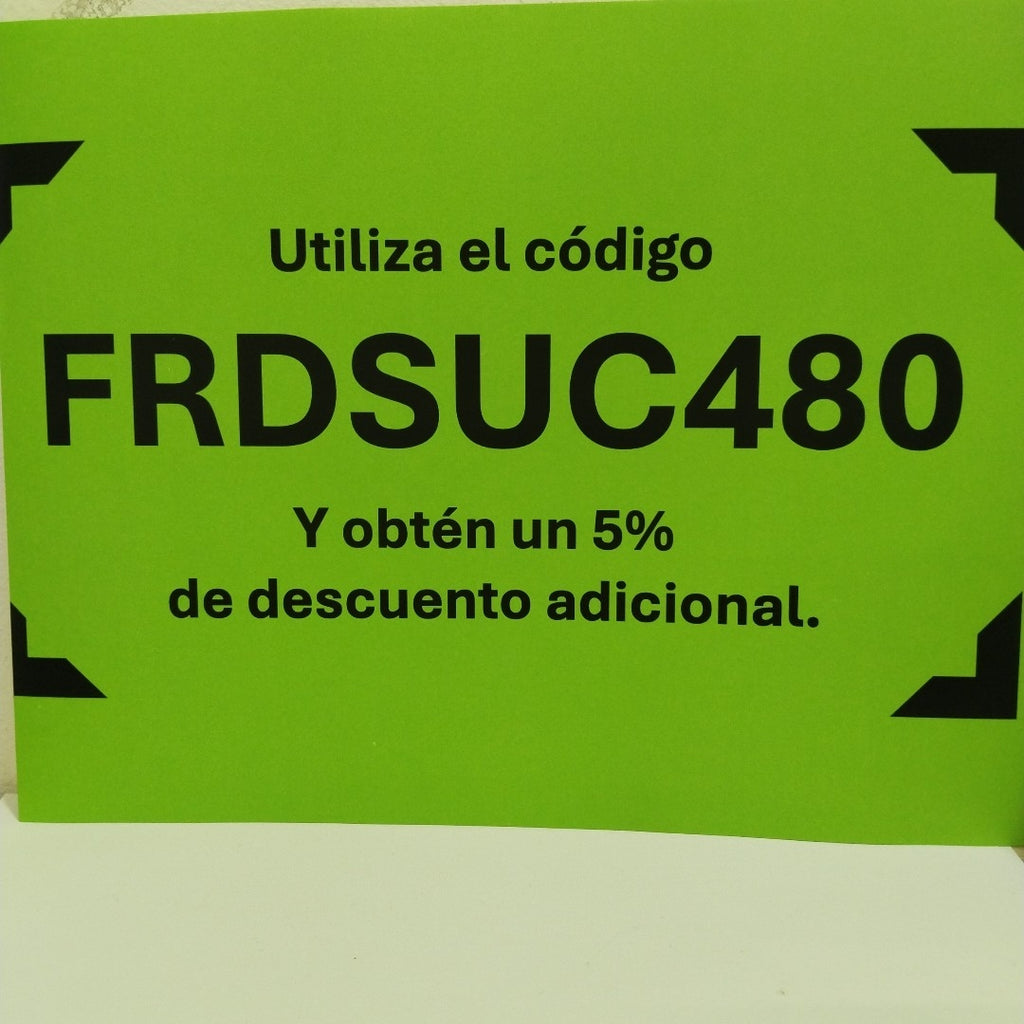 Utiliza el código
FRDSUC480
Y obtén un 5%
de descuento adicional.